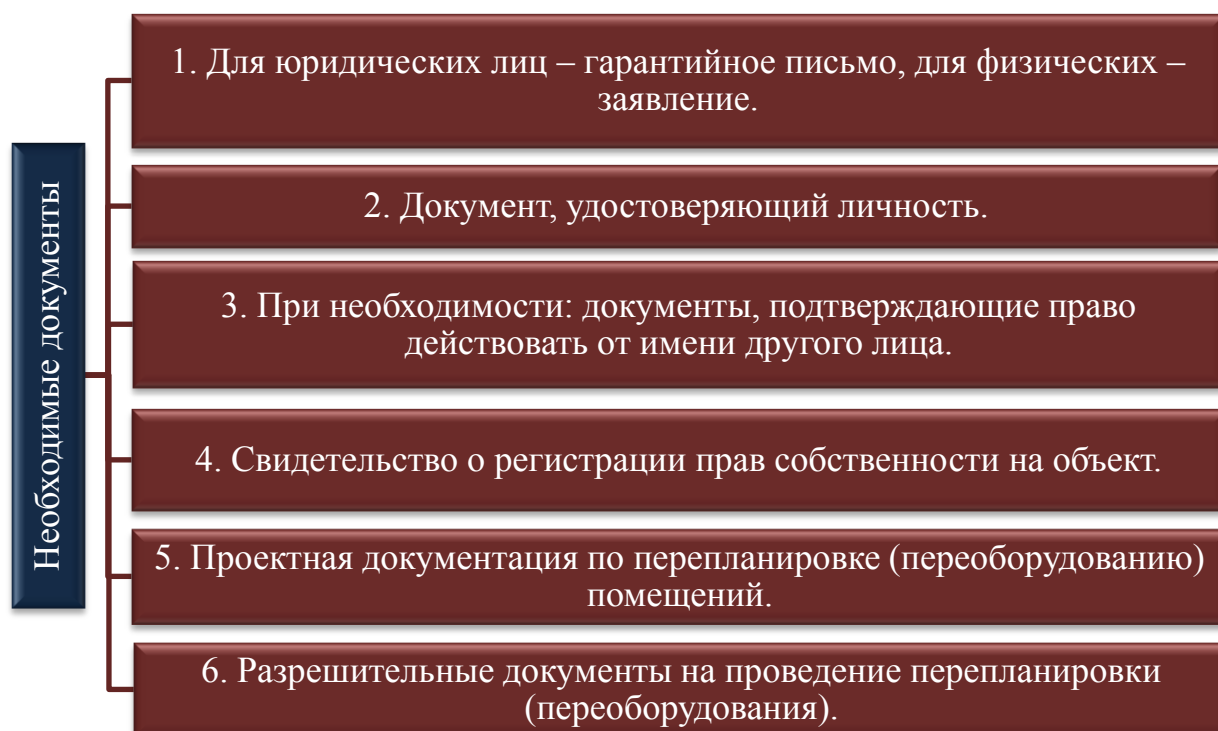 Необходимые документы
1. Для юридических лиц – гарантийное письмо, для физических –
заявление.
2. Документ, удостоверяющий личность.
3. При необходимости: документы, подтверждающие право
действовать от имени другого лица.
4. Свидетельство о регистрации прав собственности на объект.
5. Проектная документация по перепланировке (переоборудованию)
помещений.
6. Разрешительные документы на проведение перепланировки
(переоборудования).